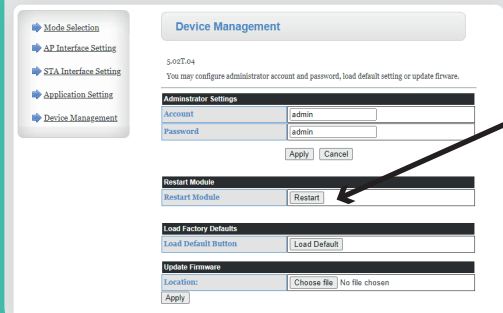 Mode Selection
AP Interface Setting
STA Interface Setting
Application Setting
Device Management
Device Management
5.02T.04
You may configure administrator account and password, load default setting or update firware.
Adminstrator Settings
Account admin
Password admin
Apply Cancel
Restart Module
Restart Module Restart
Load Factory Defaults
Load Default Button Load Default
Update Firmware
Location: Choose file No file chosen
Apply